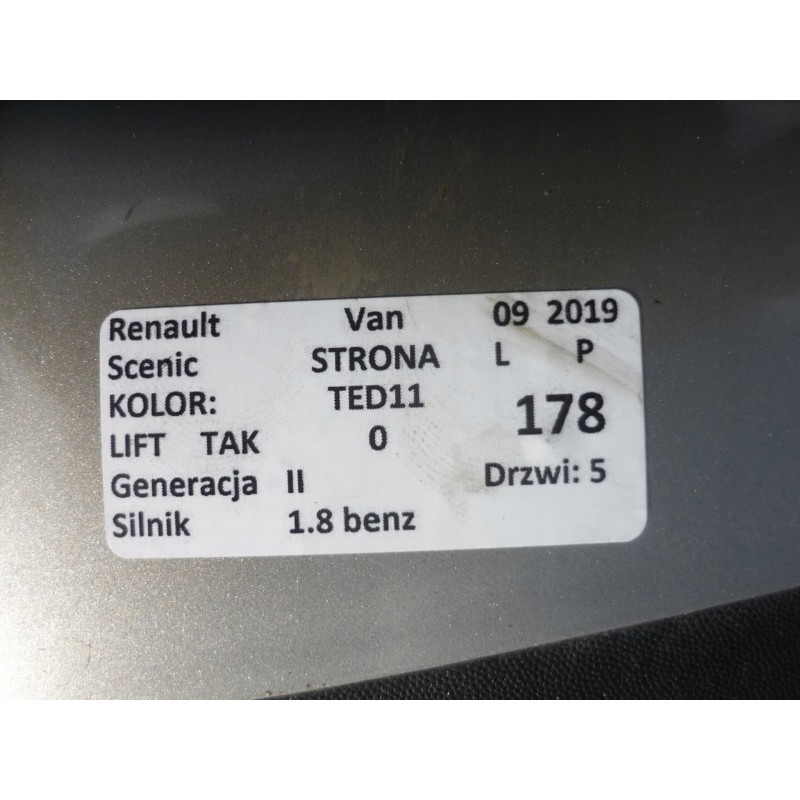 Renault Van 09 2019
Scenic STRONA L P
KOLOR: TED11 178
LIFT TAK 0
Generacja II Drzwi: 5
Silnik 1.8 benz